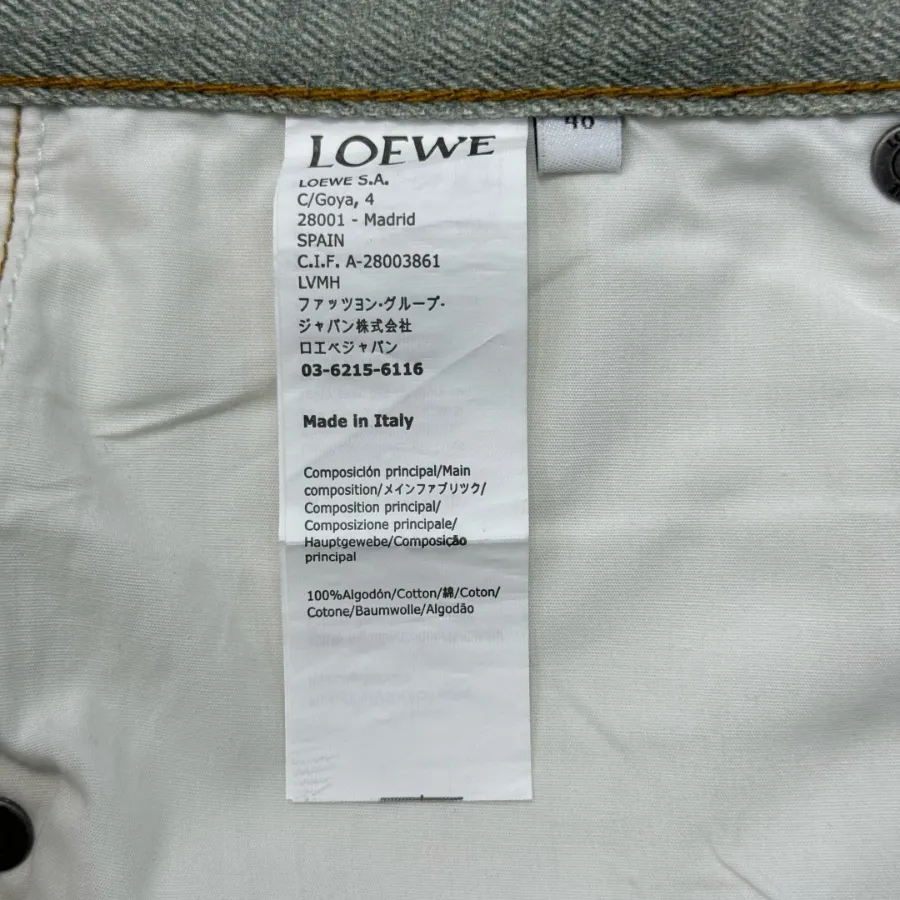 LOEWE
LOEWE S.A.
C/Goya, 4
28001 - Madrid
SPAIN
C.I.F. A-28003861
LVMH
ファッツヨン・グループ・
ジャパン株式会社
ロエベジャパン
03-6215-6116
Made in Italy
Composición principal/Main
composition/メインファブリツク/
Composition principal/
Composizione principale/
Hauptgewebe/Composição
principal
100%Algodón/Cotton/綿/Coton/
Cotone/Baumwolle/Algodão
46